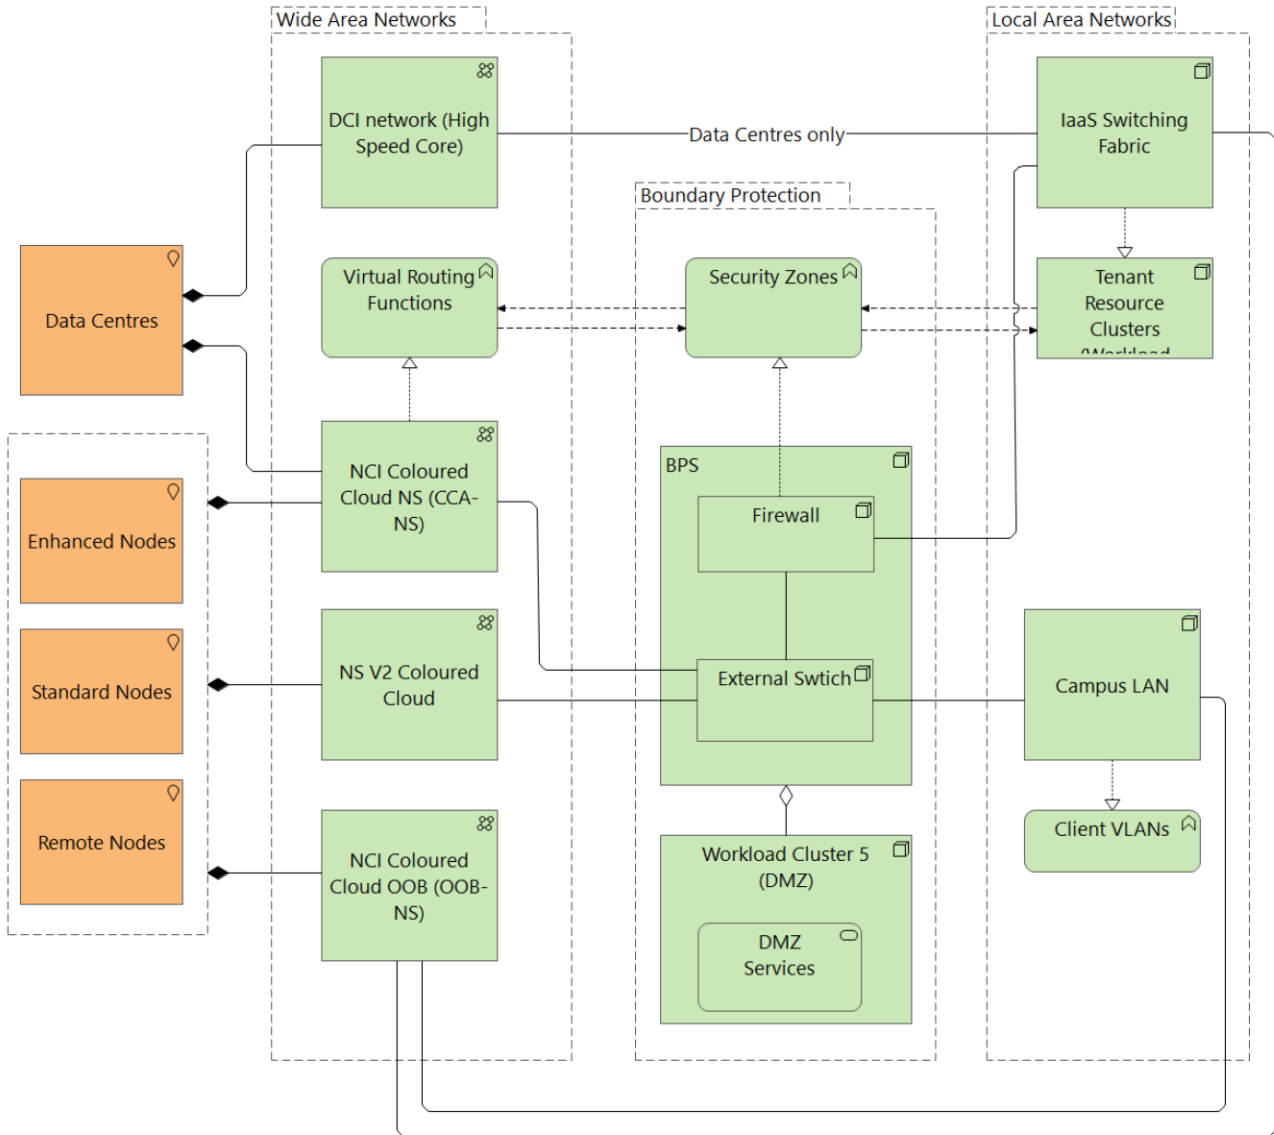 Wide Area Networks
Local Area Networks
DCI network (High
Speed Core)
Data Centres only
IaaS Switching
Fabric
Boundary Protection
Data Centres
Virtual Routing
Functions
Security Zones
Tenant
Resource
Clusters
(Workload
NCI Coloured
Cloud NS (CCA-
NS)
BPS
Firewall
Enhanced Nodes
Standard Nodes
NS V2 Coloured
Cloud
External Swtich
Campus LAN
Remote Nodes
NCI Coloured
Cloud OOB (OOB-
NS)
Workload Cluster 5
(DMZ)
Client VLANs
DMZ
Services